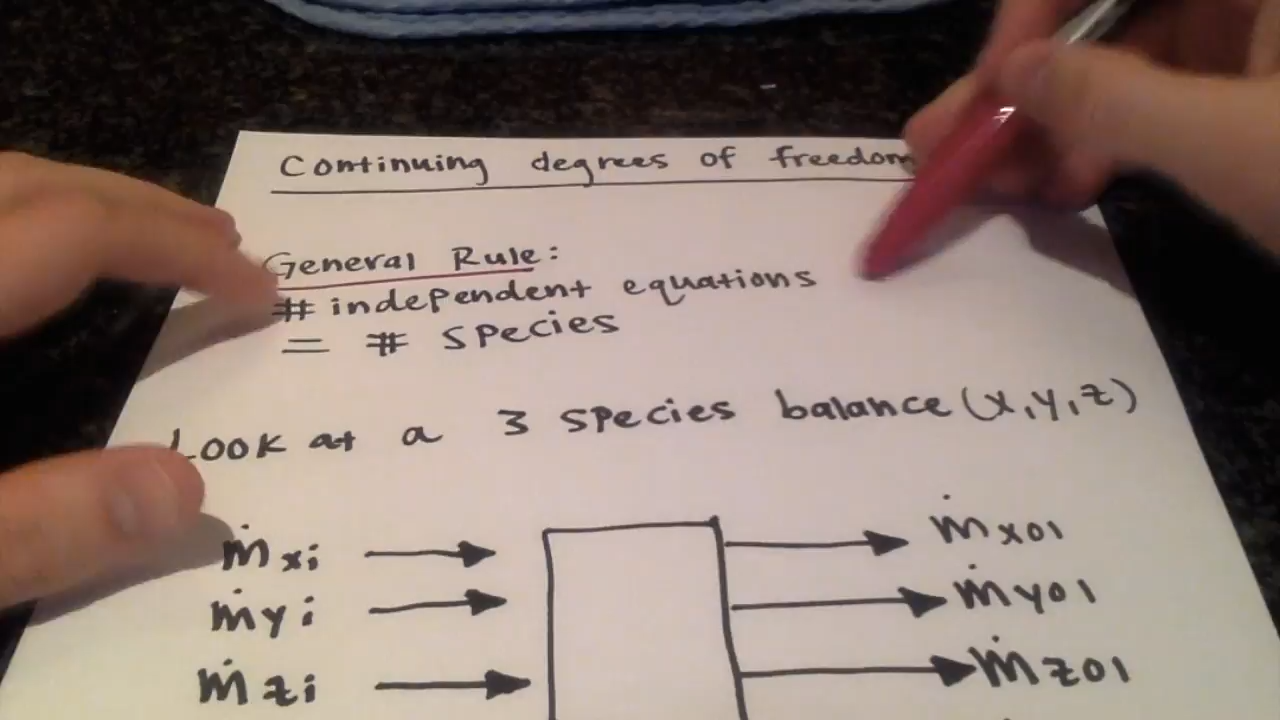 Continuing degrees of freedom
General Rule:
# independent equations
= # species
Look at a 3 species balance (x,y,z)
ṁxi
ṁyi
ṁzi
ṁxo1
ṁyo1
ṁzo1